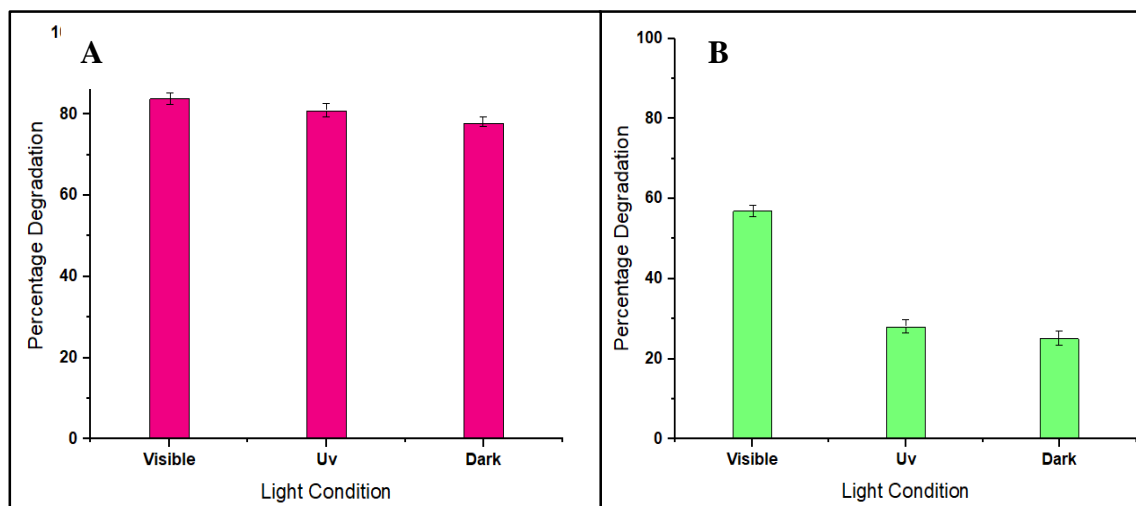 A
80
60
40
20
0
Percentage Degradation
Visible
Uv
Dark
Light Condition
B
100
80
60
40
20
0
Percentage Degradation
Visible
Uv
Dark
Light Condition